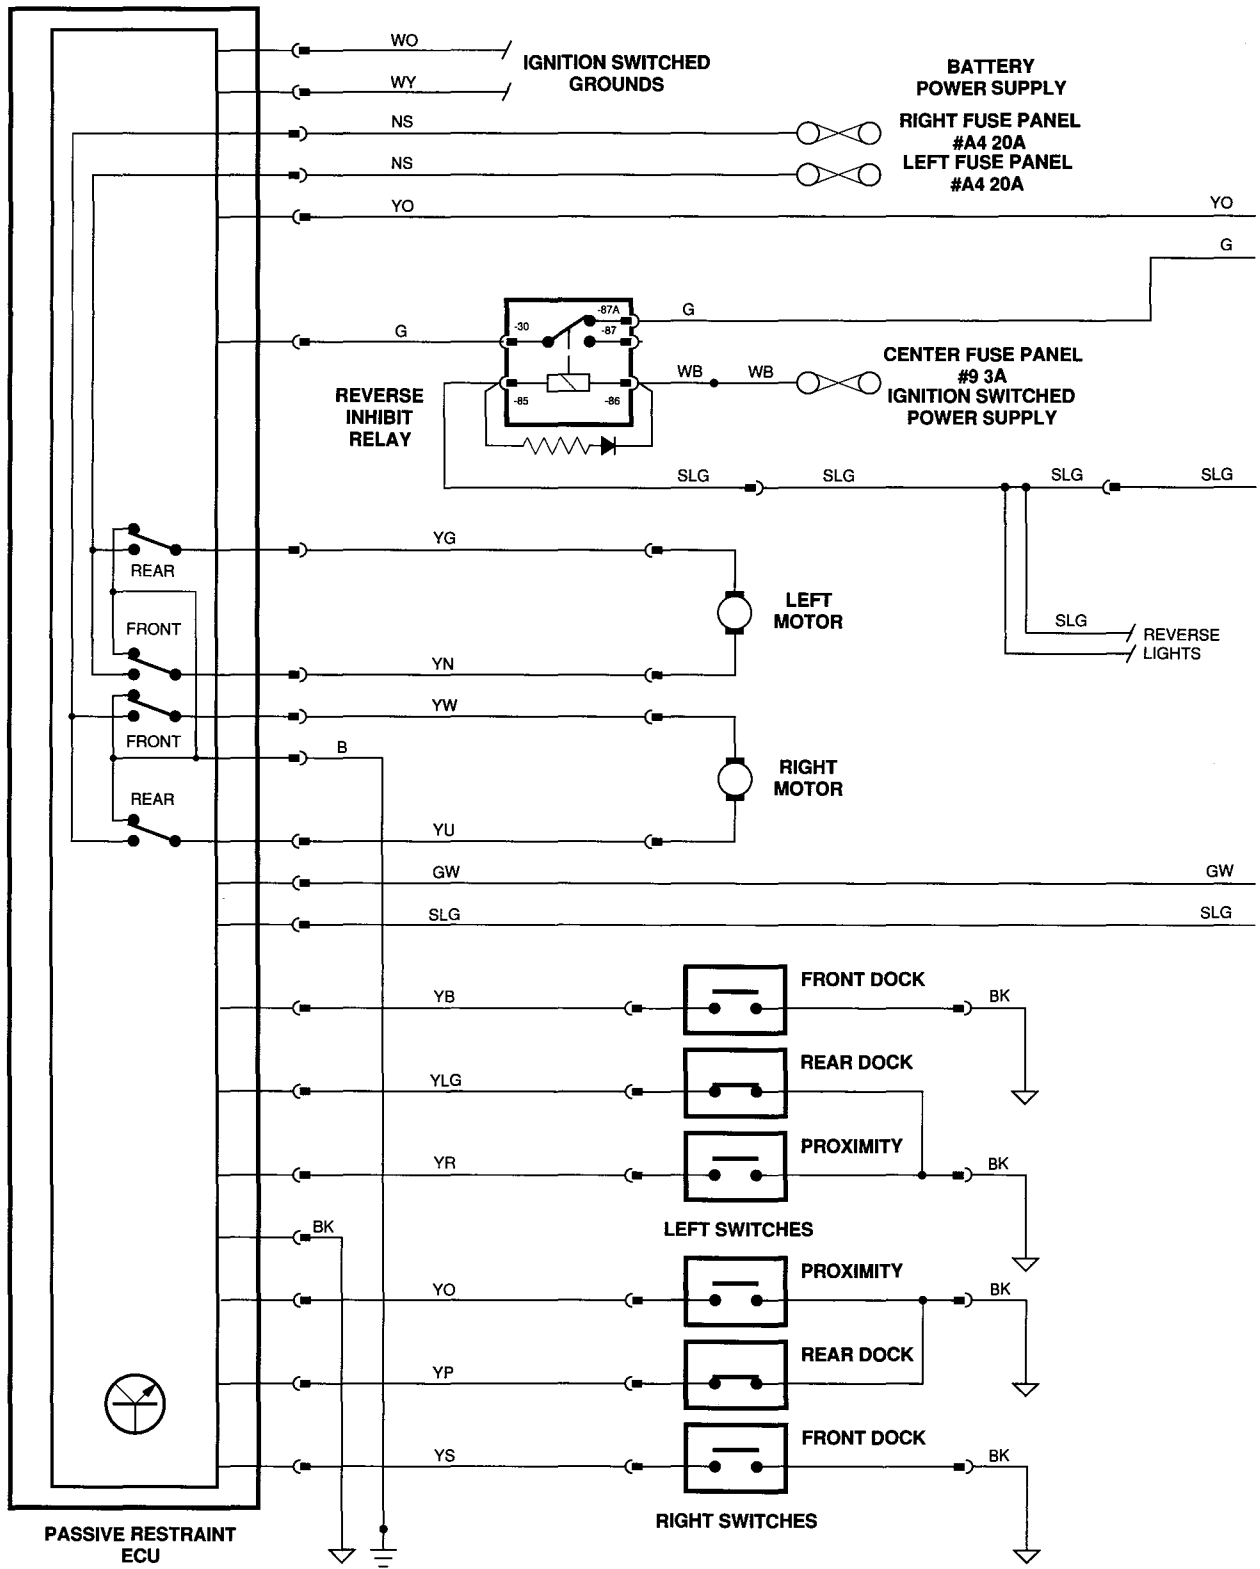 WO
IGNITION SWITCHED
GROUNDS
WY
BATTERY
POWER SUPPLY
NS
RIGHT FUSE PANEL
#A4 20A
NS
LEFT FUSE PANEL
#A4 20A
YO
YO
G
G
-87A
-30
-87
G
-85
-86
REVERSE
INHIBIT
RELAY
WB
WB
CENTER FUSE PANEL
#9 3A
IGNITION SWITCHED
POWER SUPPLY
SLG
SLG
SLG
SLG
REAR
YG
LEFT
MOTOR
FRONT
YN
SLG
REVERSE
LIGHTS
YW
FRONT
B
RIGHT
MOTOR
REAR
YU
GW
GW
SLG
SLG
YB
FRONT DOCK
BK
YLG
REAR DOCK
YR
PROXIMITY
BK
LEFT SWITCHES
BK
YO
PROXIMITY
BK
YP
REAR DOCK
YS
FRONT DOCK
BK
RIGHT SWITCHES
PASSIVE RESTRAINT
ECU